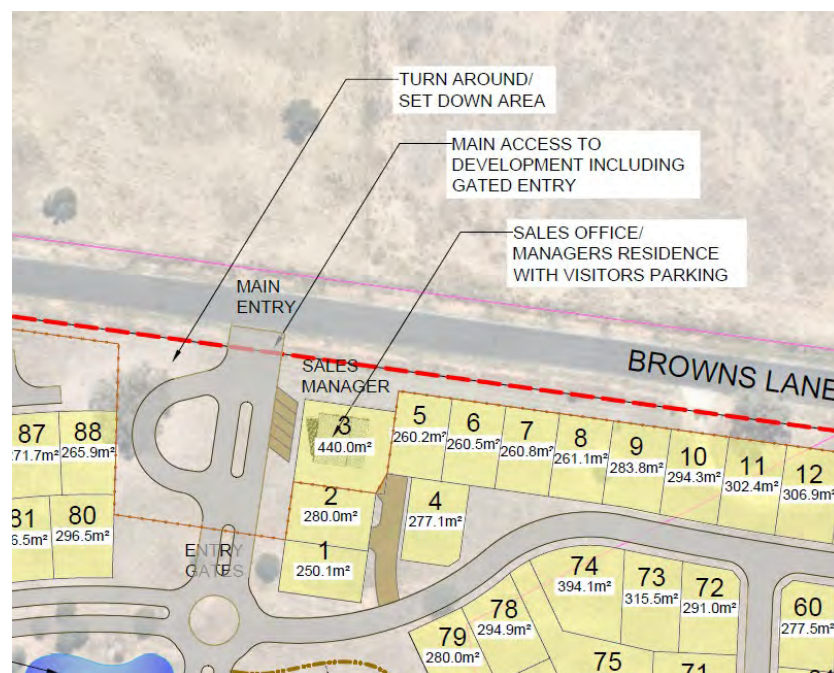 TURN AROUND/
SET DOWN AREA
MAIN ACCESS TO
DEVELOPMENT INCLUDING
GATED ENTRY
SALES OFFICE/
MANAGERS RESIDENCE
WITH VISITORS PARKING
MAIN
ENTRY
BROWNS LANE
SALES
MANAGER
87
88
265.9m²
3
440.0m²
5
260.2m²
6
260.5m²
7
260.8m²
8
261.1m²
9
283.8m²
10
294.3m²
11
302.4m²
12
306.9m²
81
80
296.5m²
2
280.0m²
4
277.1m²
ENTRY
GATES
1
250.1m²
74
394.1m²
73
315.5m²
72
291.0m²
60
277.5m²
78
294.9m²
79
280.0m²
75
71